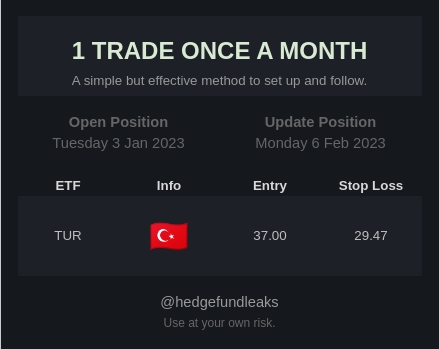 1 TRADE ONCE A MONTH
A simple but effective method to set up and follow.
Open Position Update Position
Tuesday 3 Jan 2023 Monday 6 Feb 2023
ETF Info Entry Stop Loss
TUR 37.00 29.47
@hedgefundleaks
Use at your own risk.